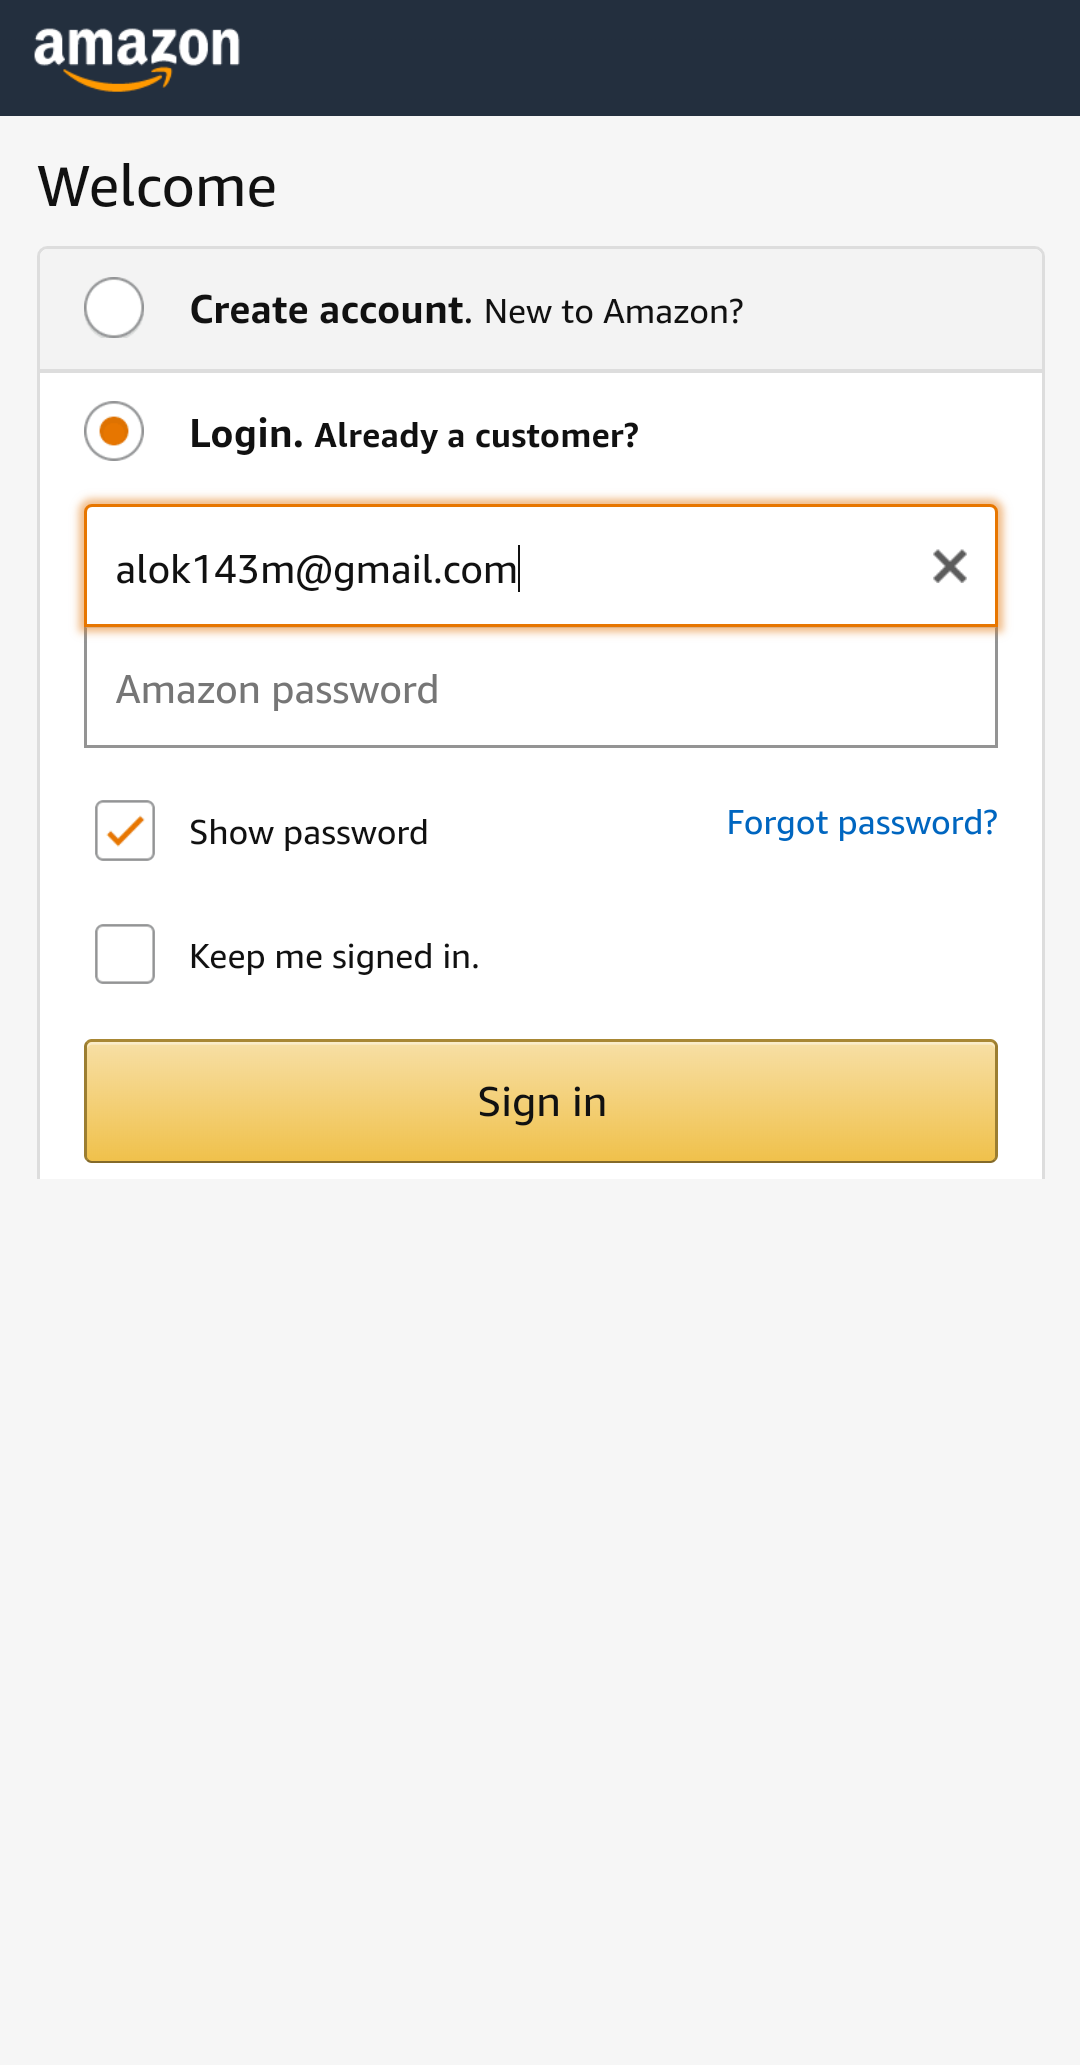 amazon
Welcome
Create account. New to Amazon?
Login. Already a customer?
alok143m@gmail.com
Amazon password
Show password
Forgot password?
Keep me signed in.
Sign in